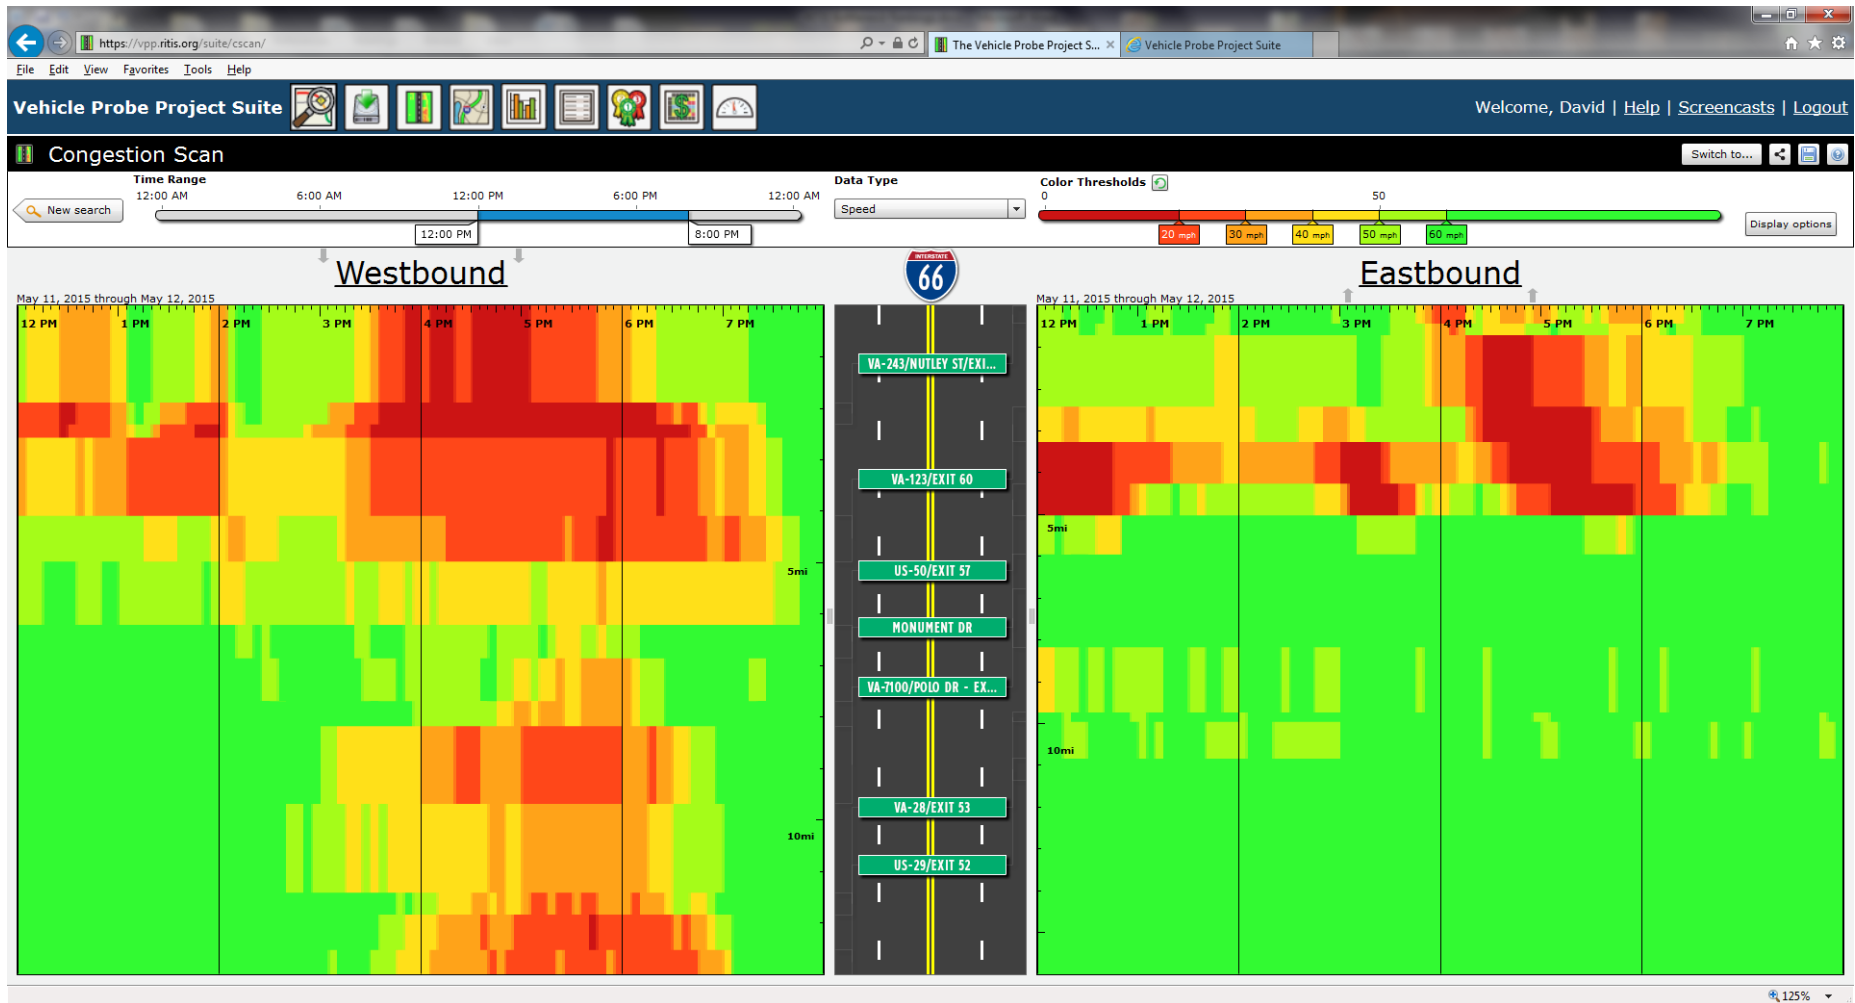 https://vpp.ritis.org/suite/cscan/
The Vehicle Probe Project S...
Vehicle Probe Project Suite
File Edit View Favorites Tools Help
Vehicle Probe Project Suite
Welcome, David | Help | Screencasts | Logout
Congestion Scan
Switch to...
New search
Time Range
12:00 AM 6:00 AM 12:00 PM 6:00 PM 12:00 AM
12:00 PM 8:00 PM
Data Type
Speed
Color Thresholds
0 50
20 mph 30 mph 40 mph 50 mph 60 mph
Display options
Westbound
INTERSTATE
66
Eastbound
May 11, 2015 through May 12, 2015
May 11, 2015 through May 12, 2015
12 PM 1 PM 2 PM 3 PM 4 PM 5 PM 6 PM 7 PM
12 PM 1 PM 2 PM 3 PM 4 PM 5 PM 6 PM 7 PM
VA-243/NUTLEY ST/EXI...
VA-123/EXIT 60
5mi
US-50/EXIT 57
5mi
MONUMENT DR
VA-7100/POLO DR - EX...
10mi
VA-28/EXIT 53
10mi
US-29/EXIT 52
125%